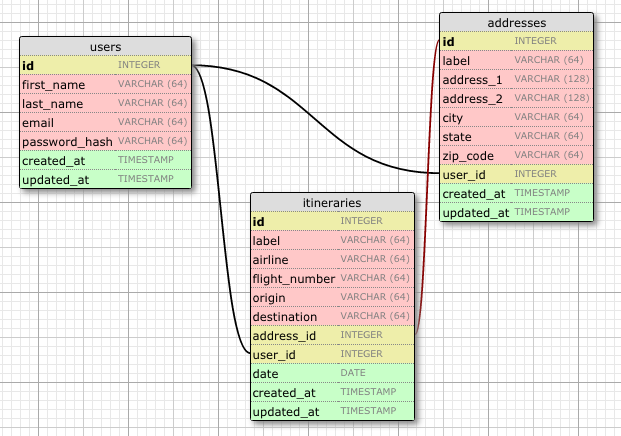 users
id INTEGER
first_name VARCHAR (64)
last_name VARCHAR (64)
email VARCHAR (64)
password_hash VARCHAR (64)
created_at TIMESTAMP
updated_at TIMESTAMP
addresses
id INTEGER
label VARCHAR (64)
address_1 VARCHAR (128)
address_2 VARCHAR (128)
city VARCHAR (64)
state VARCHAR (64)
zip_code VARCHAR (64)
user_id INTEGER
created_at TIMESTAMP
updated_at TIMESTAMP
itineraries
id INTEGER
label VARCHAR (64)
airline VARCHAR (64)
flight_number VARCHAR (64)
origin VARCHAR (64)
destination VARCHAR (64)
address_id INTEGER
user_id INTEGER
date DATE
created_at TIMESTAMP
updated_at TIMESTAMP